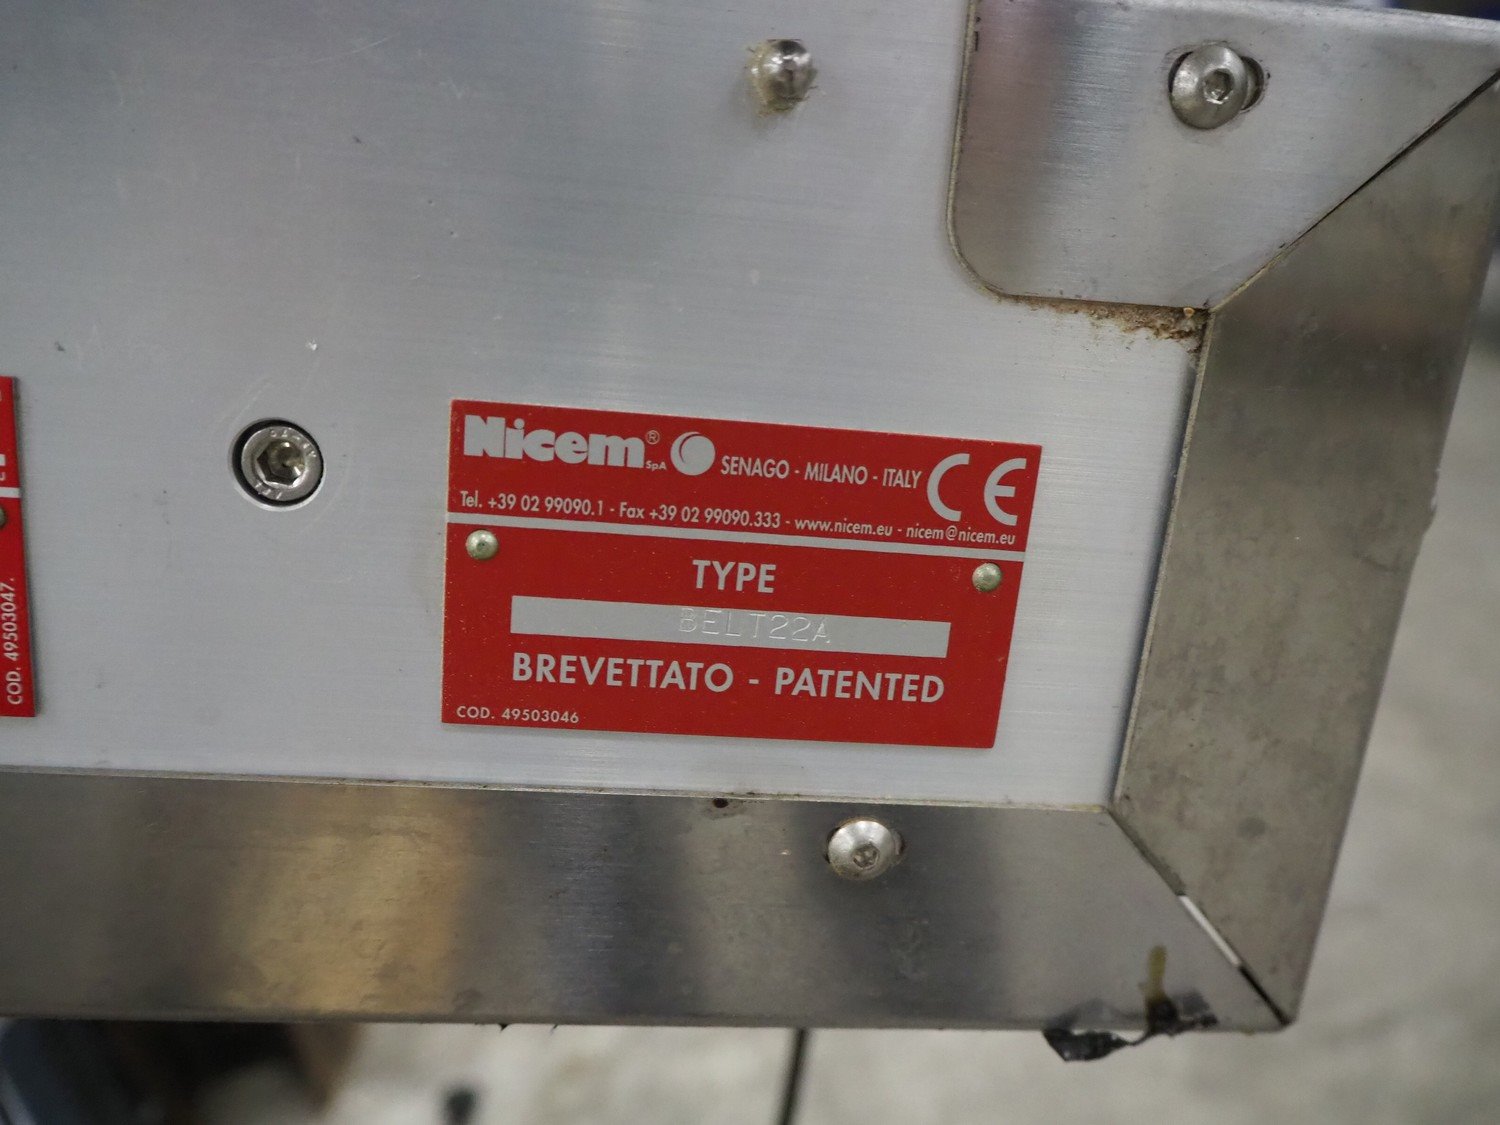 Nicem® SpA SENAGO - MILANO - ITALY CE
Tel. +39 02 99090.1 - Fax +39 02 99090.333 - www.nicem.eu - nicem@nicem.eu
TYPE
BELT22A
BREVETTATO - PATENTED
COD. 49503046
COD. 49503047.